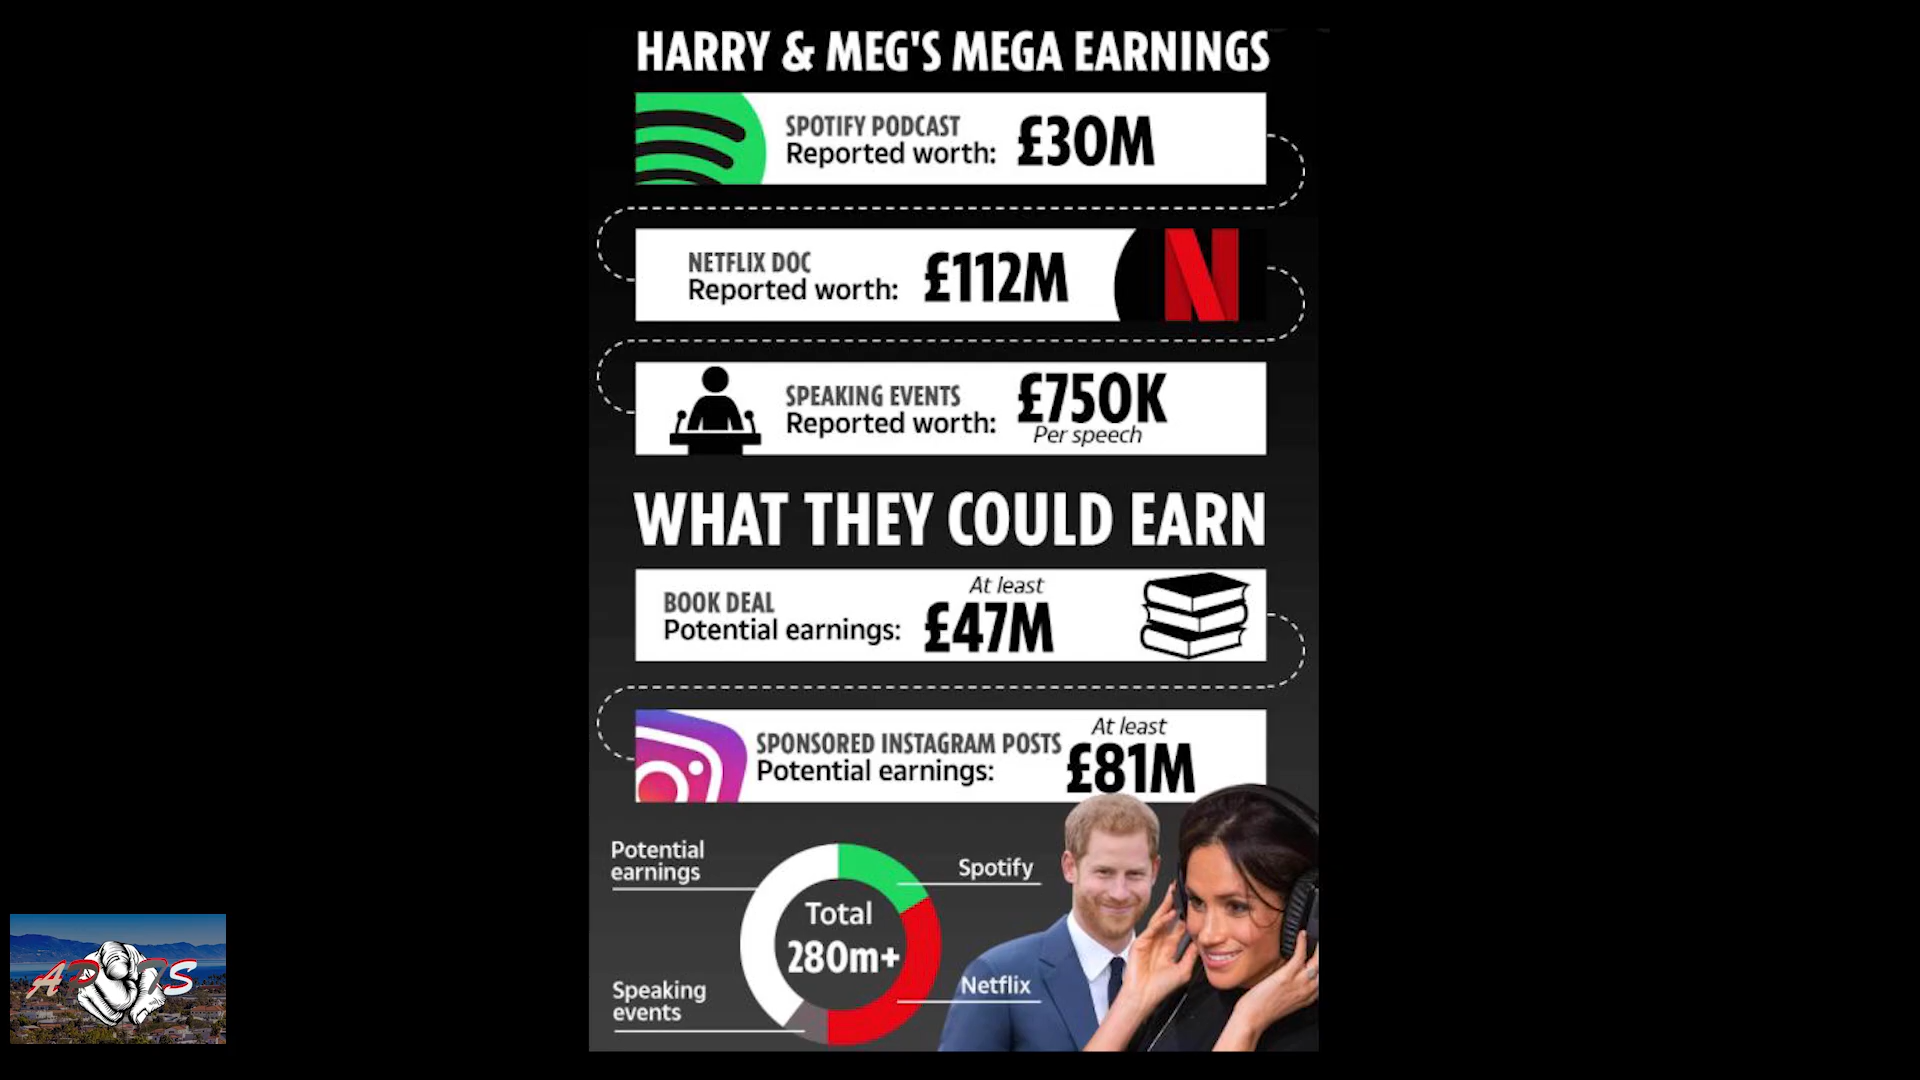 HARRY & MEG'S MEGA EARNINGS
SPOTIFY PODCAST
Reported worth: £30M
NETFLIX DOC
Reported worth: £112M
SPEAKING EVENTS
Reported worth: £750K
Per speech
WHAT THEY COULD EARN
BOOK DEAL
Potential earnings: At least
£47M
SPONSORED INSTAGRAM POSTS
Potential earnings: At least
£81M
Potential
earnings
Spotify
Total
280m+
Speaking
events
Netflix